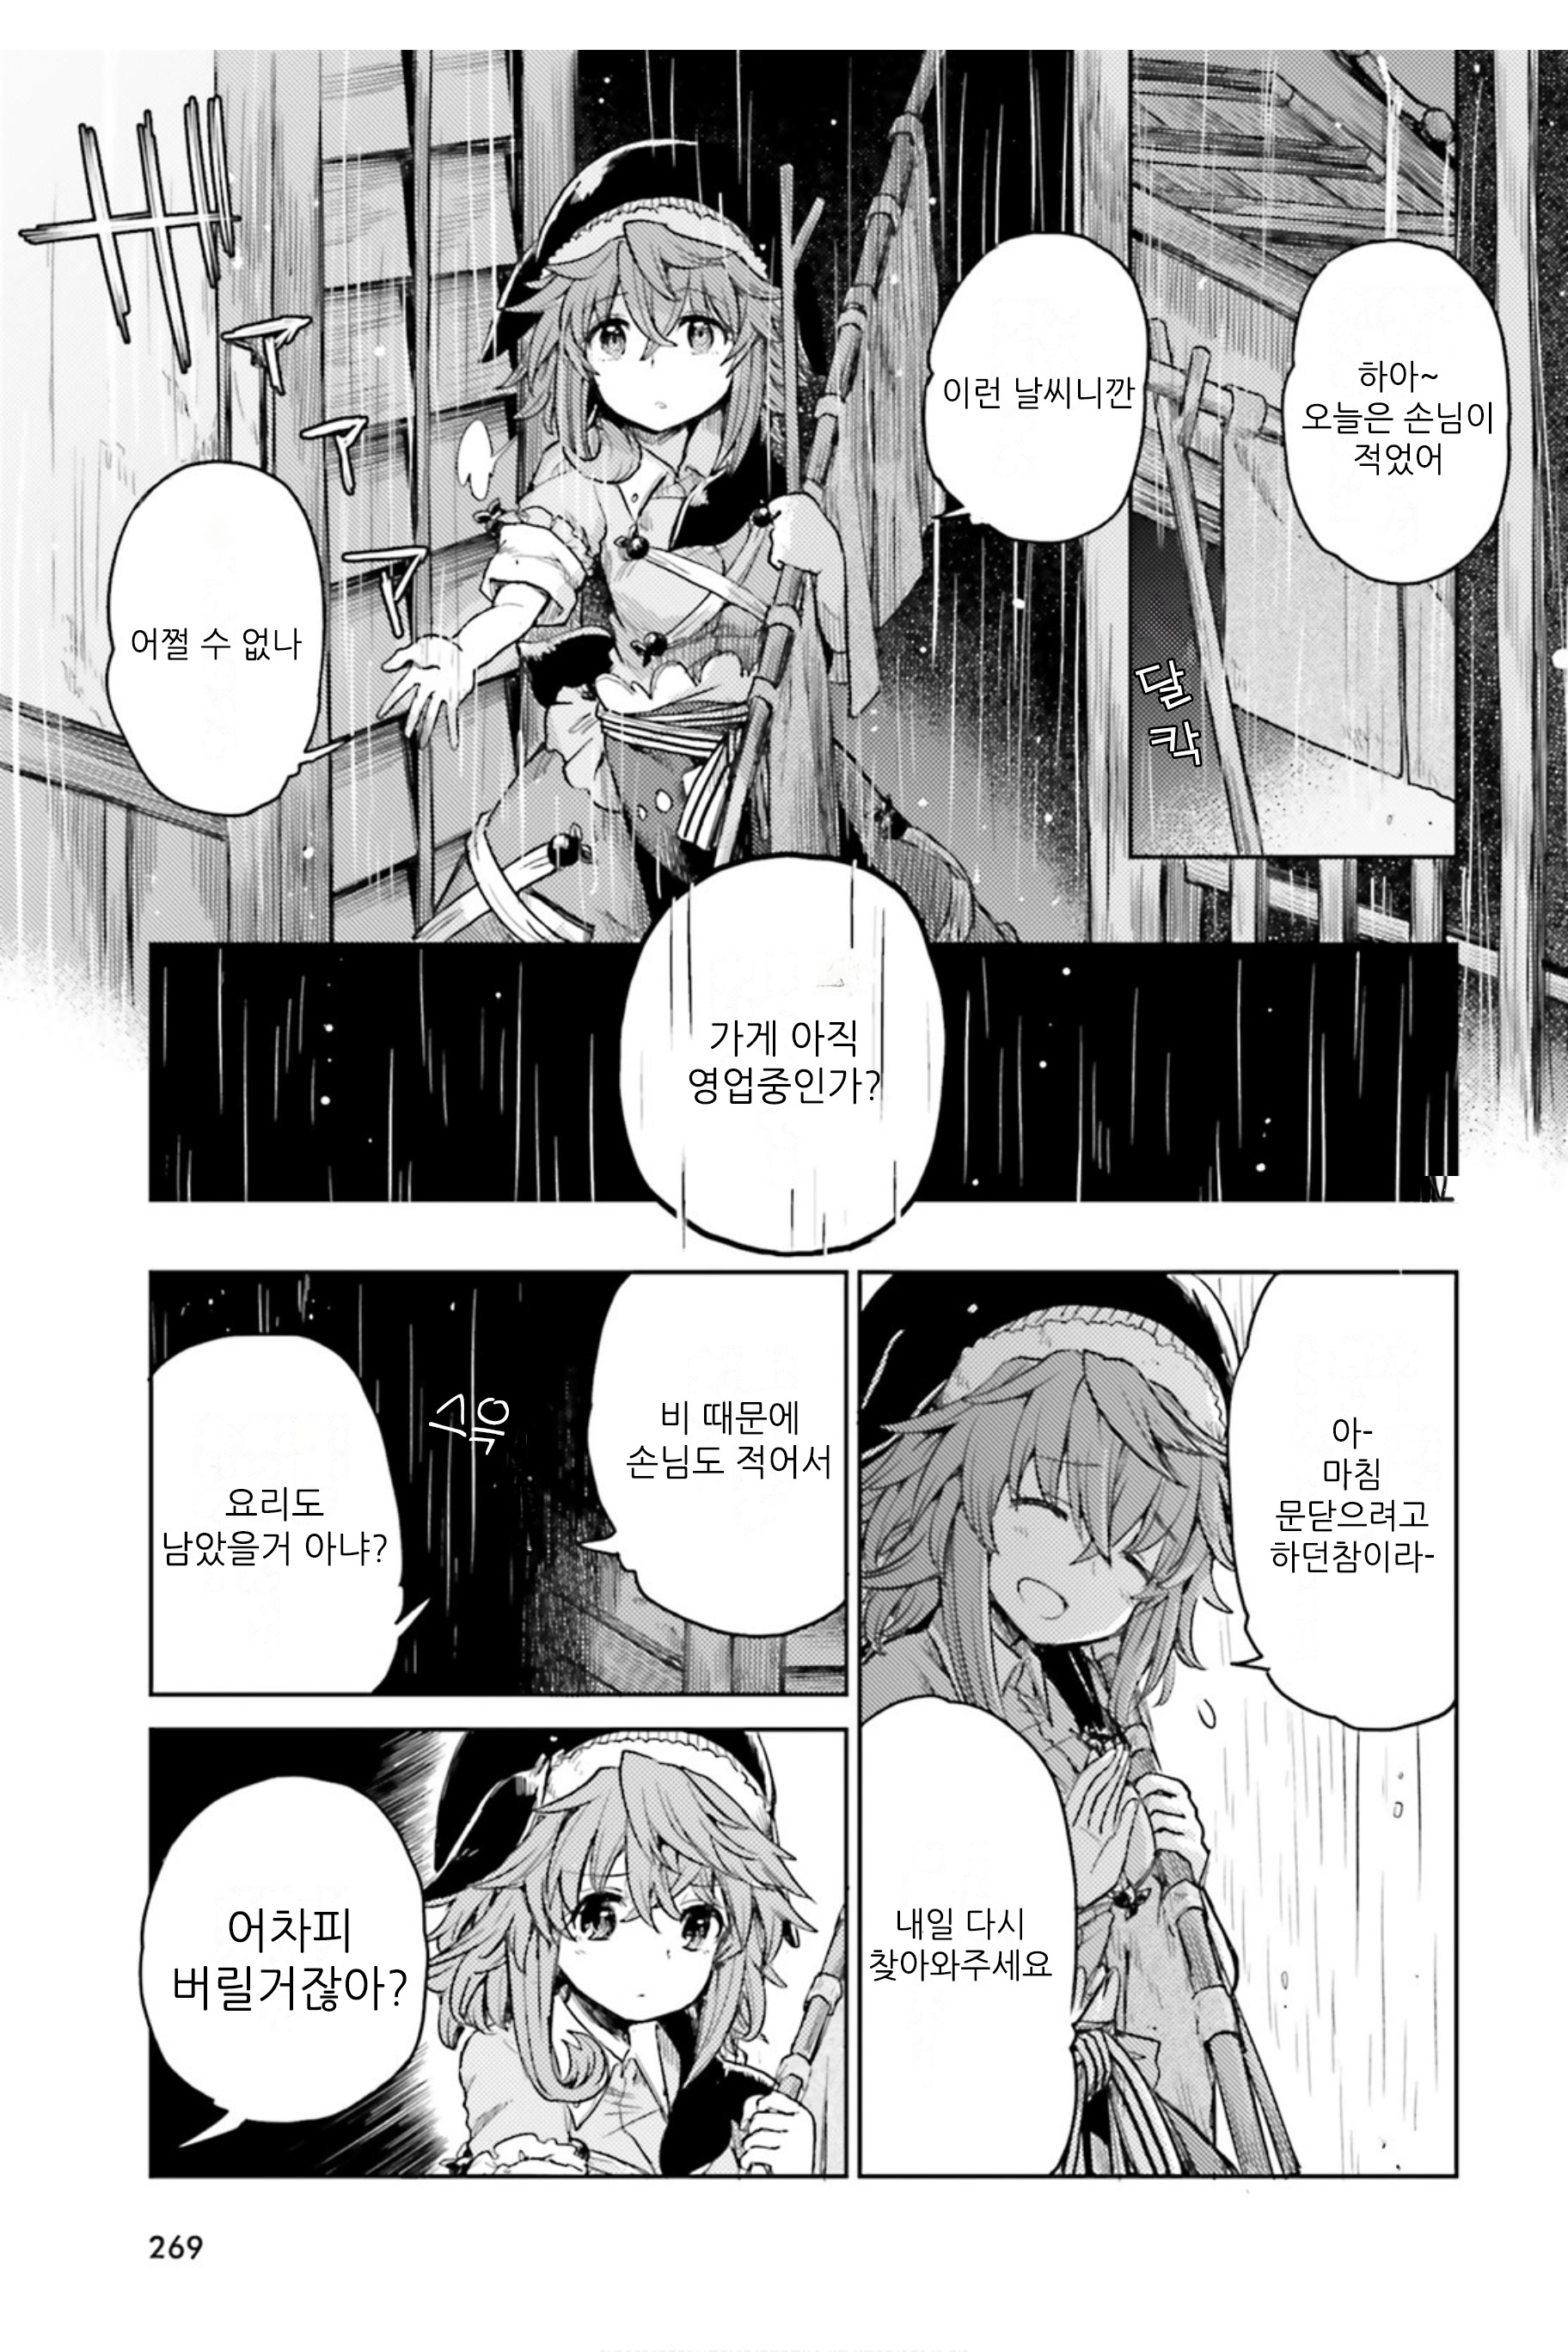 하아~
오늘은 손님이
적었어
달
칵
이런 날씨니깐
어쩔 수 없나
サ
ア
ア
ア
가게 아직
영업중인가?
아-
마침
문닫으려고
하던참이라-
내일 다시
찾아와주세요
비 때문에
손님도 적어서
스윽
요리도
남았을거 아냐?
어차피
버릴거잖아?
269